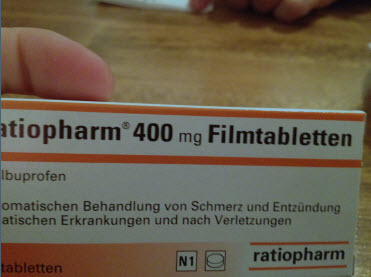 atiopharm® 400 mg Filmtabletten
Ibuprofen
omatischen Behandlung von Schmerz und Entzündung
atischen Erkrankungen und nach Verletzungen
tabletten
N1
ratiopharm